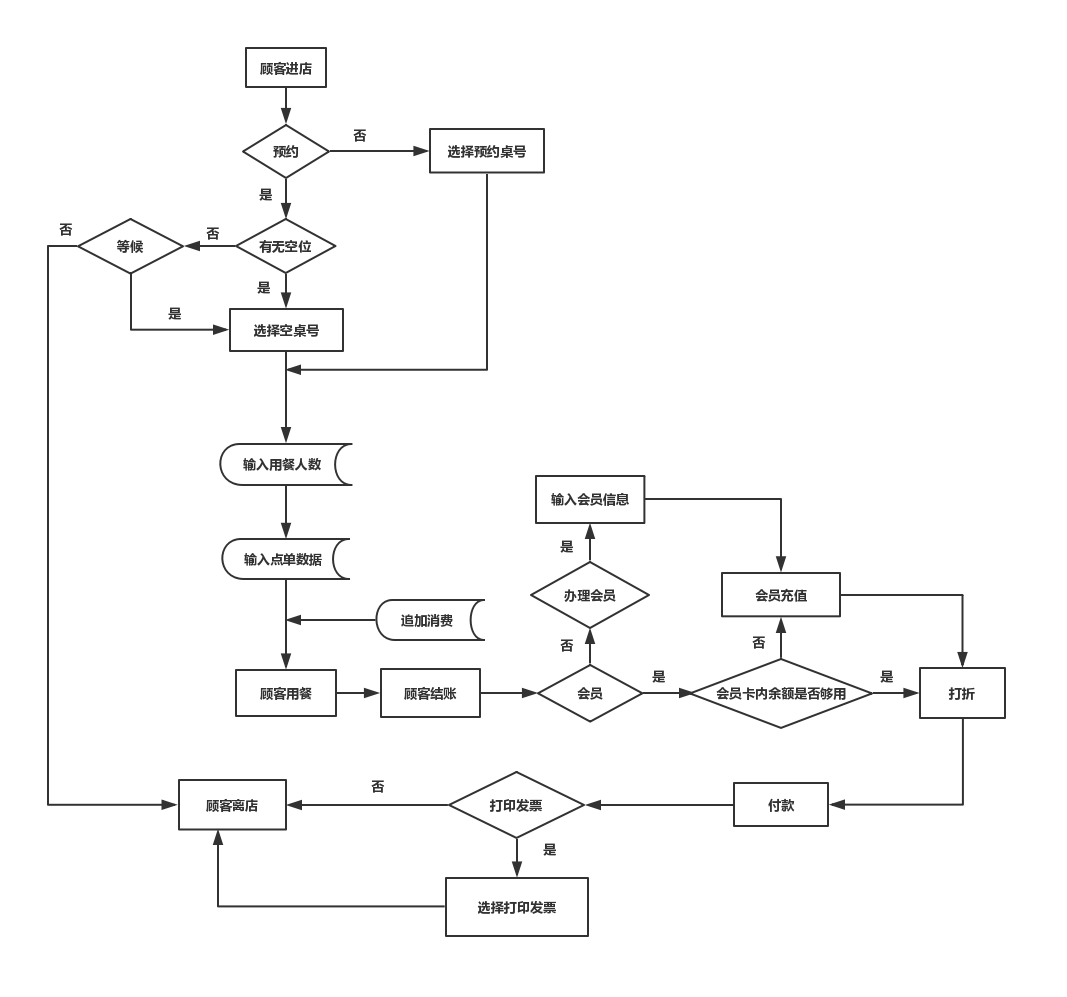 顾客进店
否
预约
选择预约桌号
是
否
否
等候
有无空位
是
是
选择空桌号
输入用餐人数
输入会员信息
是
输入点单数据
办理会员
会员充值
追加消费
否
否
是
是
顾客用餐
顾客结账
会员
会员卡内余额是否够用
打折
否
顾客离店
打印发票
付款
是
选择打印发票